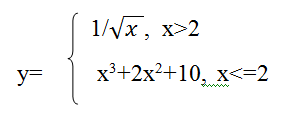 1/√x , x>2
y=
x³+2x²+10, x<=2